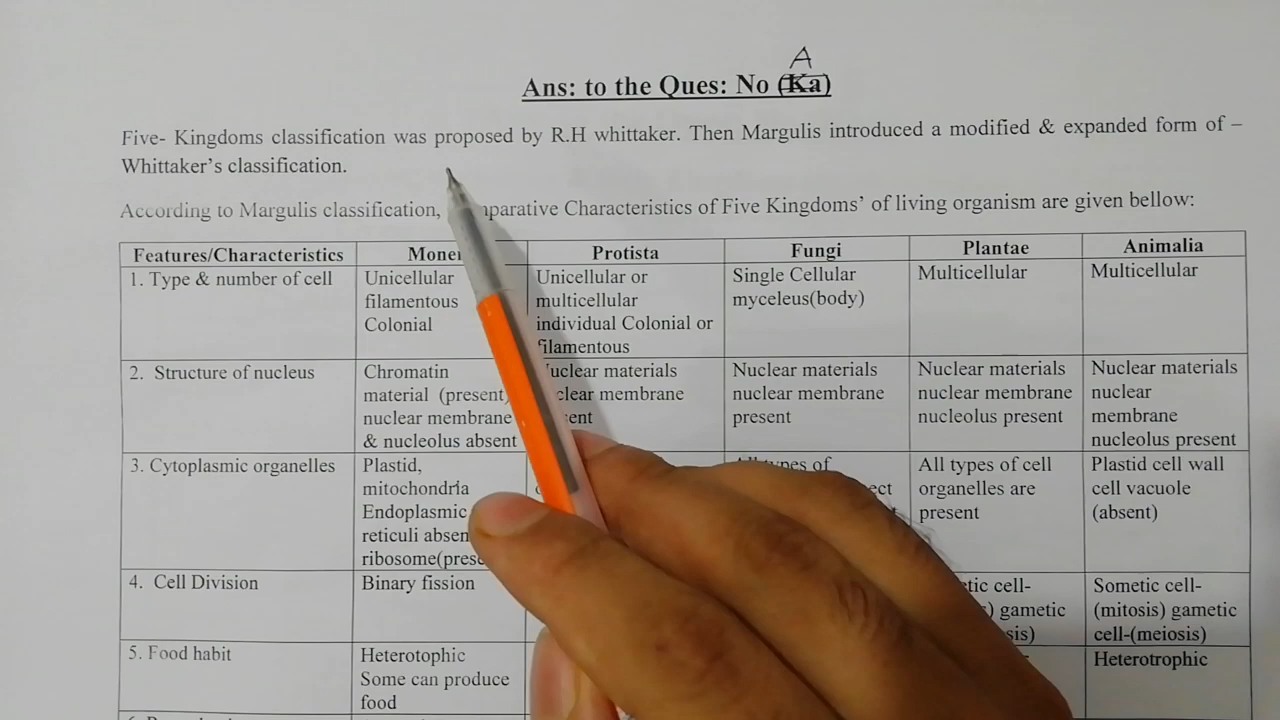 A
Ans: to the Ques: No (Ka)
Five- Kingdoms classification was proposed by R.H whittaker. Then Margulis introduced a modified & expanded form of –
Whittaker’s classification.
According to Margulis classification, Characteristics of Five Kingdoms’ of living organism are given bellow:
Features/Characteristics Protista Fungi Plantae Animalia
1. Type & number of cell
Unicellular
filamentous
Colonial
Unicellular or
multicellular
individual Colonial or
filamentous
Single Cellular
myceleus(body)
Multicellular
Multicellular
2. Structure of nucleus
Chromatin
material (present)
nuclear membrane
& nucleolus absent
materials
membrane
Nuclear materials
nuclear membrane
present
Nuclear materials
nuclear membrane
nucleolus present
Nuclear materials
nuclear
membrane
nucleolus present
3. Cytoplasmic organelles
Plastid,
mitochondria
Endoplasmic
reticuli
All types of cell
organelles are
present
Plastid cell wall
cell vacuole
(absent)
4. Cell Division
Binary fission
cell-
gametic
Sometic cell-
(mitosis) gametic
cell-(meiosis)
5. Food habit
Heterotophic
Some can produce
food
Heterotrophic